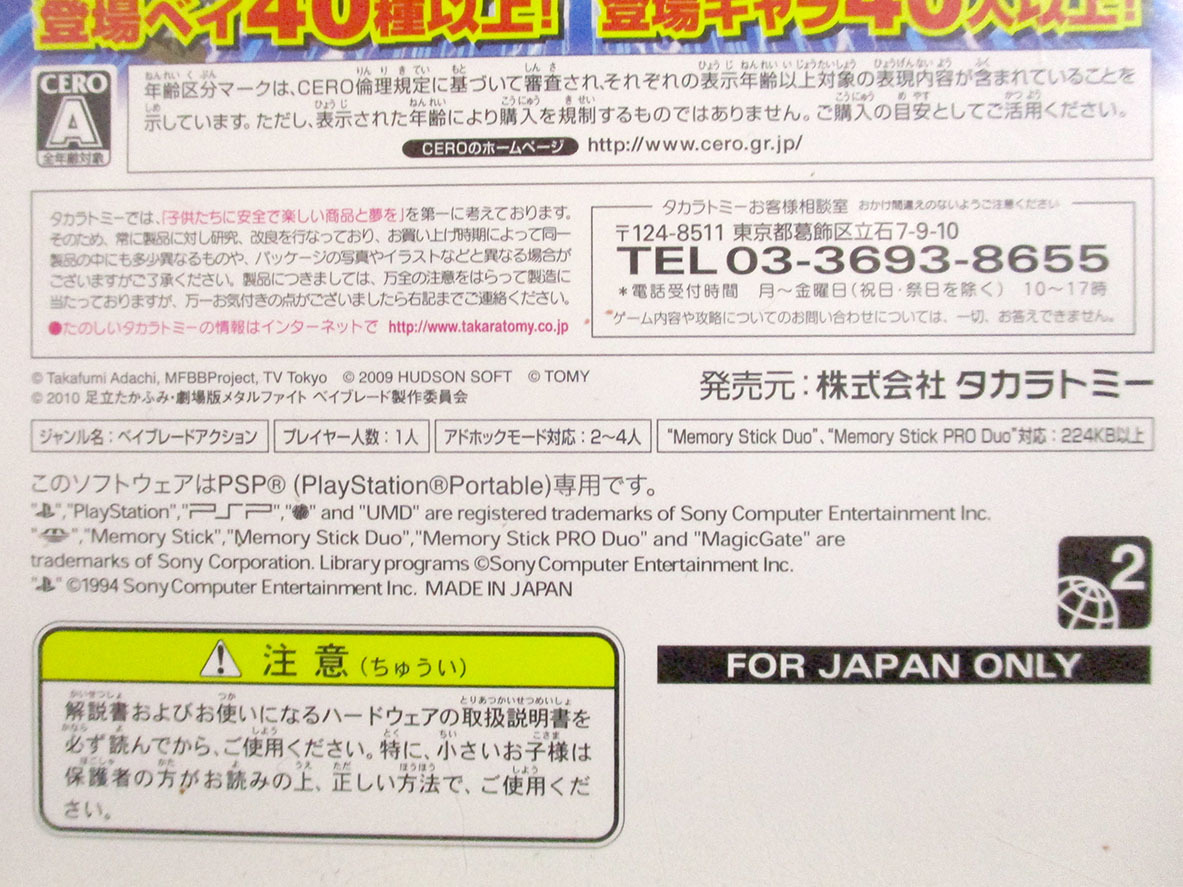 登場ベイ40種以上! 登場キャラ40人以上!
CERO
A
全年齢対象
年齢区分マークは、CERO倫理規定に基づいて審査され、それぞれの表示年齢以上対象の表現内容が含まれていることを
示しています。ただし、表示された年齢により購入を規制するものではありません。ご購入の目安としてご活用ください。
CEROのホームページ http://www.cero.gr.jp/
タカラトミーでは、「子供たちに安全で楽しい商品と夢を」を第一に考えております。
そのため、常に製品に対し研究、改良を行なっており、お買い上げ時期によって同一
製品の中にも多少異なるものや、パッケージの写真やイラストなどと異なる場合が
ございますがご了承ください。製品につきましては、万全の注意をはらって製造に
当たっておりますが、万一お気付きの点がございましたら右記までご連絡ください。
●たのしいタカラトミーの情報はインターネットで http://www.takaratomy.co.jp
タカラトミーお客様相談室 おかけ間違えのないようご注意ください
〒124-8511 東京都葛飾区立石7-9-10
TEL03-3693-8655
*電話受付時間 月〜金曜日(祝日・祭日を除く) 10〜17時
*ゲーム内容や攻略についてのお問い合わせについては、一切、お答えできません。
© Takafumi Adachi, MFBBProject, TV Tokyo © 2009 HUDSON SOFT © TOMY
© 2010 足立たかふみ・劇場版メタルファイト ベイブレード製作委員会
発売元:株式会社 タカラトミー
ジャンル名:ベイブレードアクション
プレイヤー人数:1人
アドホックモード対応:2〜4人
"Memory Stick Duo"、"Memory Stick PRO Duo"対応:224KB以上
このソフトウェアはPSP® (PlayStation®Portable)専用です。
" ","PlayStation","PSP"," " and "UMD" are registered trademarks of Sony Computer Entertainment Inc.
" ","Memory Stick","Memory Stick Duo","Memory Stick PRO Duo" and "MagicGate" are
trademarks of Sony Corporation. Library programs ©Sony Computer Entertainment Inc.
" " ©1994 Sony Computer Entertainment Inc. MADE IN JAPAN
2
FOR JAPAN ONLY
注意(ちゅうい)
解説書およびお使いになるハードウェアの取扱説明書を
必ず読んでから、ご使用ください。特に、小さいお子様は
保護者の方がお読みの上、正しい方法で、ご使用くだ
さい。